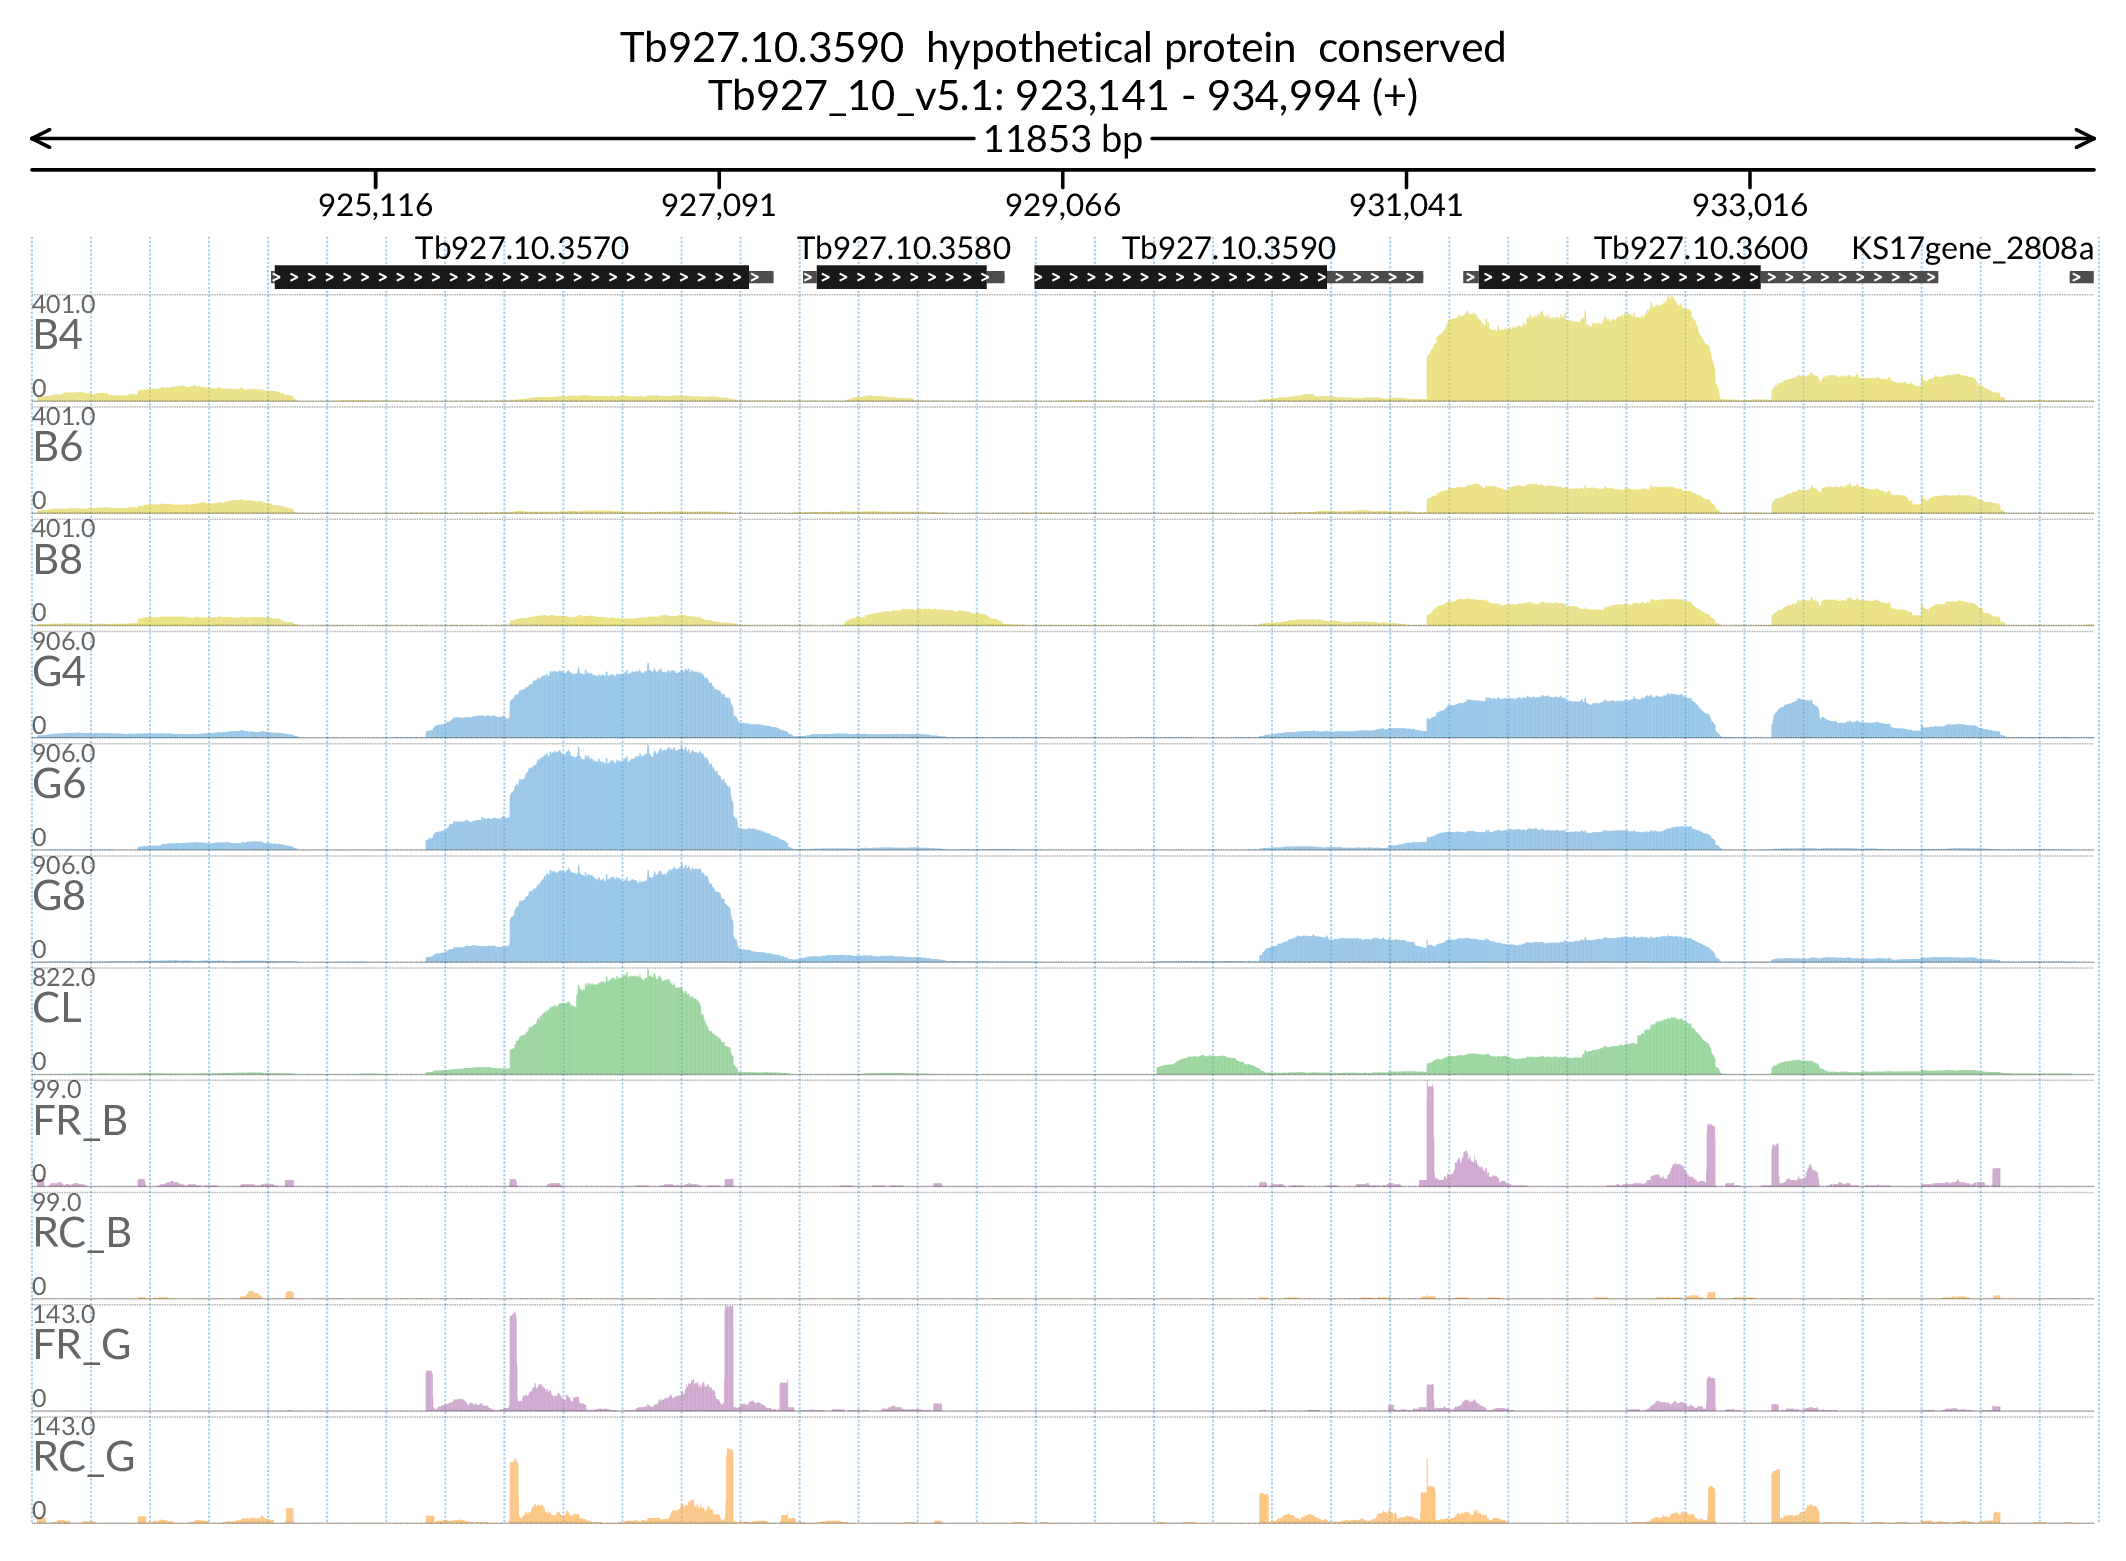 Tb927.10.3590  hypothetical protein  conserved
Tb927_10_v5.1: 923,141 - 934,994 (+)
11853 bp
925,116 927,091 929,066 931,041 933,016
Tb927.10.3570 Tb927.10.3580 Tb927.10.3590 Tb927.10.3600 KS17gene_2808a
401.0
B4
0
401.0
B6
0
401.0
B8
0
906.0
G4
0
906.0
G6
0
906.0
G8
0
822.0
CL
0
99.0
FR_B
0
99.0
RC_B
0
143.0
FR_G
0
143.0
RC_G
0